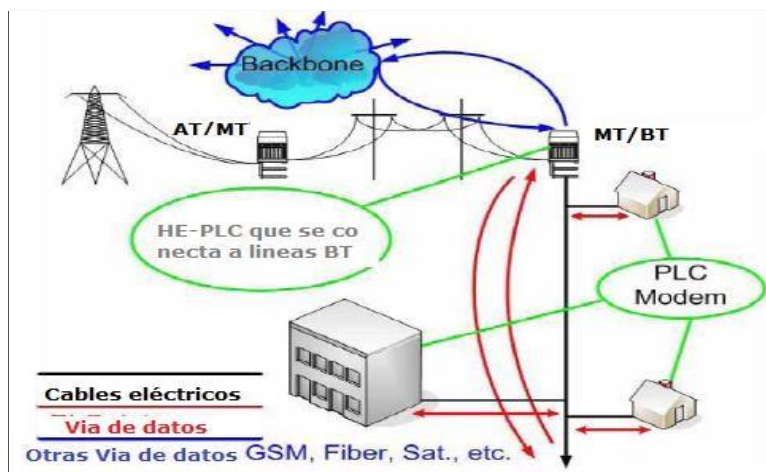 Backbone
AT/MT
MT/BT
HE-PLC que se co
necta a lineas BT
PLC
Modem
Cables eléctricos
Via de datos
Otras Via de datos GSM, Fiber, Sat., etc.